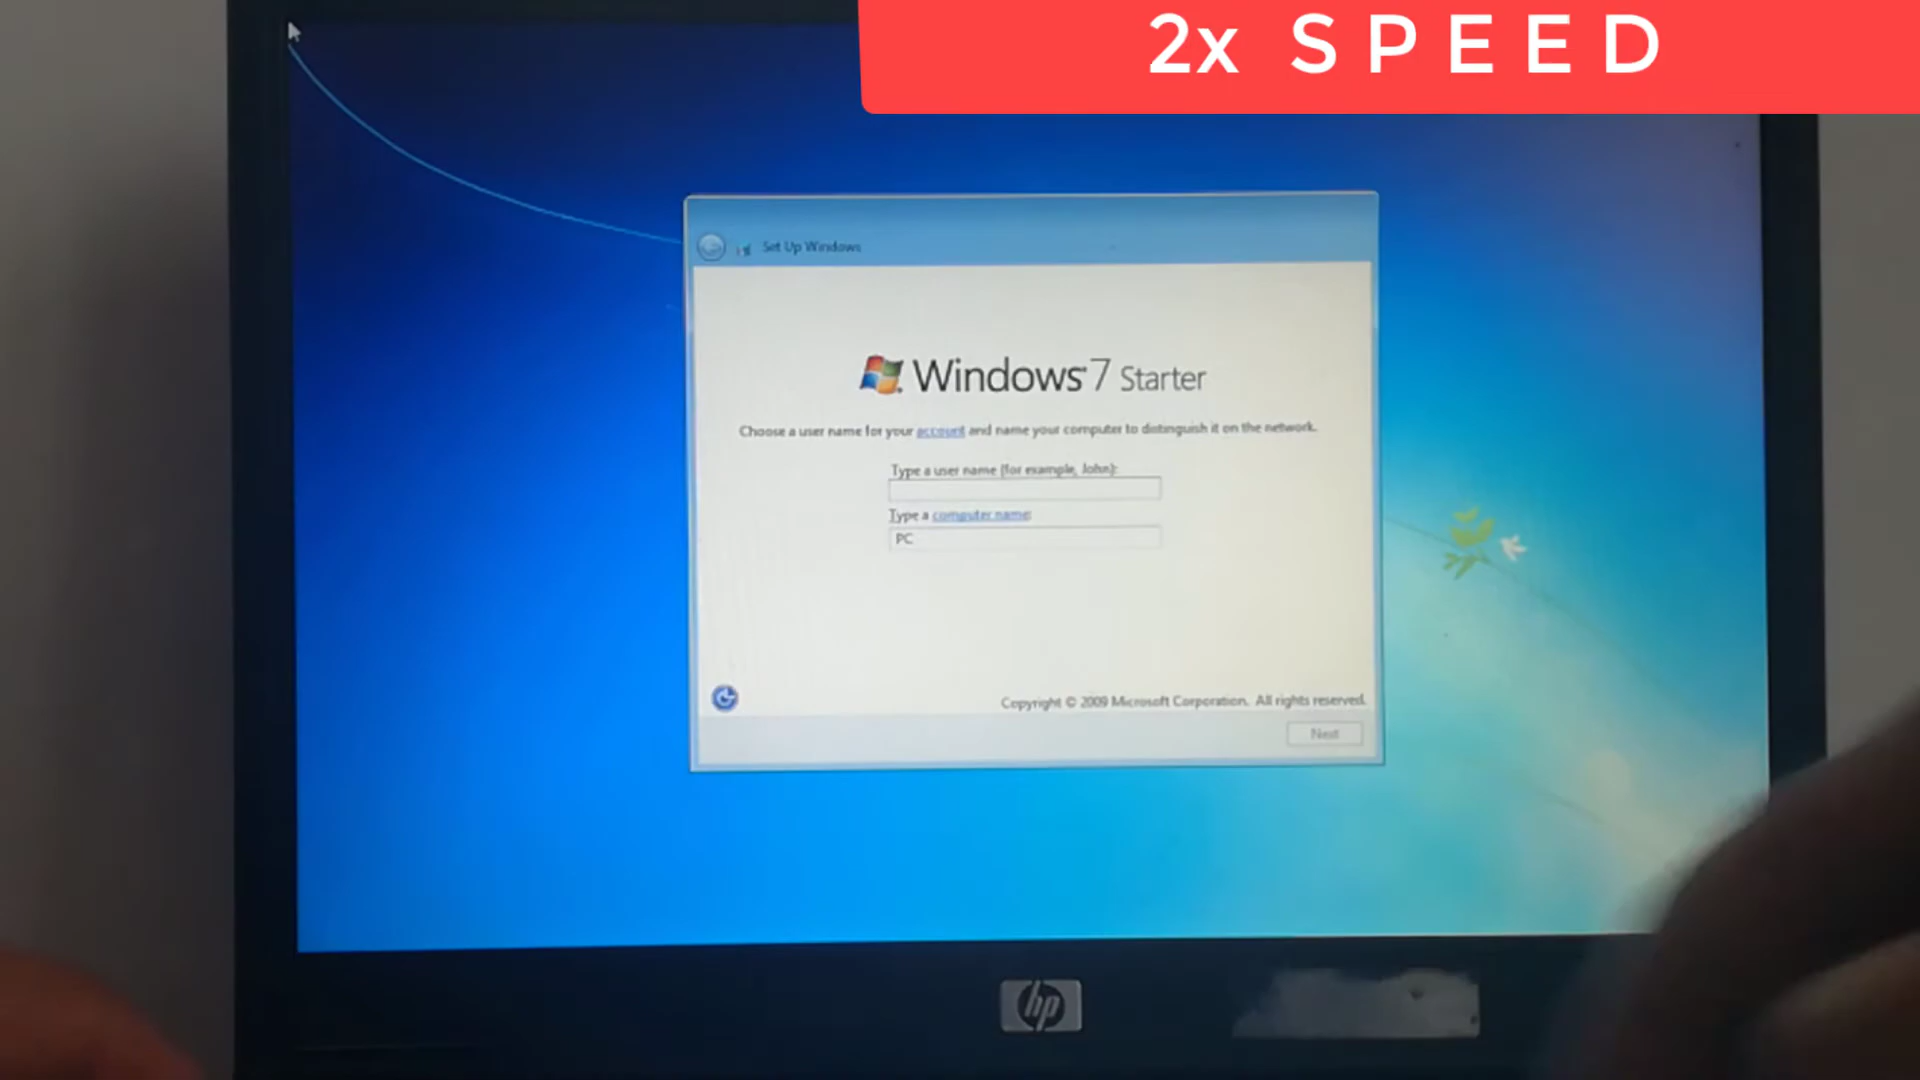 2x SPEED
Set Up Windows
Windows 7 Starter
Choose a user name for your account and name your computer to distinguish it on the network.
Type a user name (for example, John):
Type a computer name:
PC
Copyright © 2009 Microsoft Corporation. All rights reserved.
Next
hp